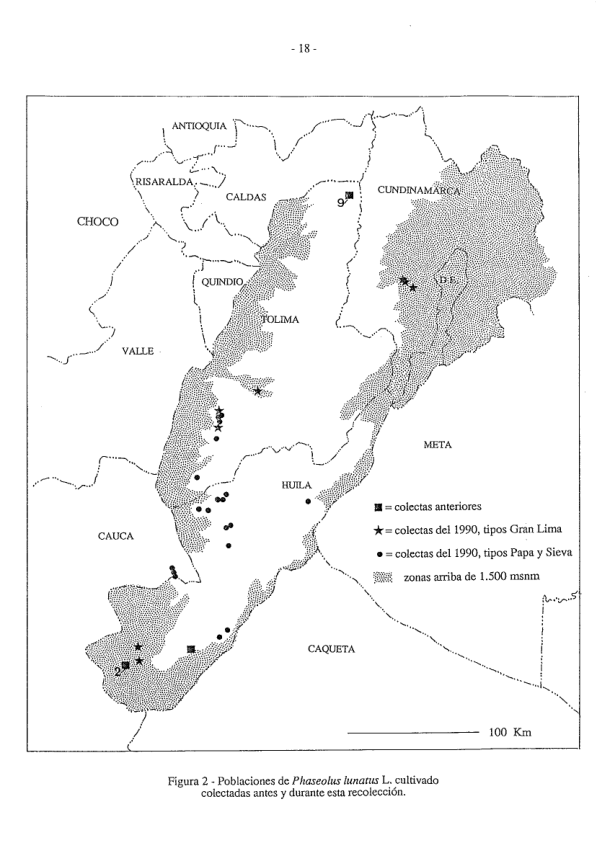 - 18 -
ANTIOQUIA
RISARALDA
CALDAS
CUNDINAMARCA
9
CHOCO
QUINDIO
D.E.
TOLIMA
VALLE
META
HUILA
= colectas anteriores
= colectas del 1990, tipos Gran Lima
CAUCA
= colectas del 1990, tipos Papa y Sieva
zonas arriba de 1.500 msnm
CAQUETA
2
100 Km
Figura 2 - Poblaciones de Phaseolus lunatus L. cultivado
colectadas antes y durante esta recolección.